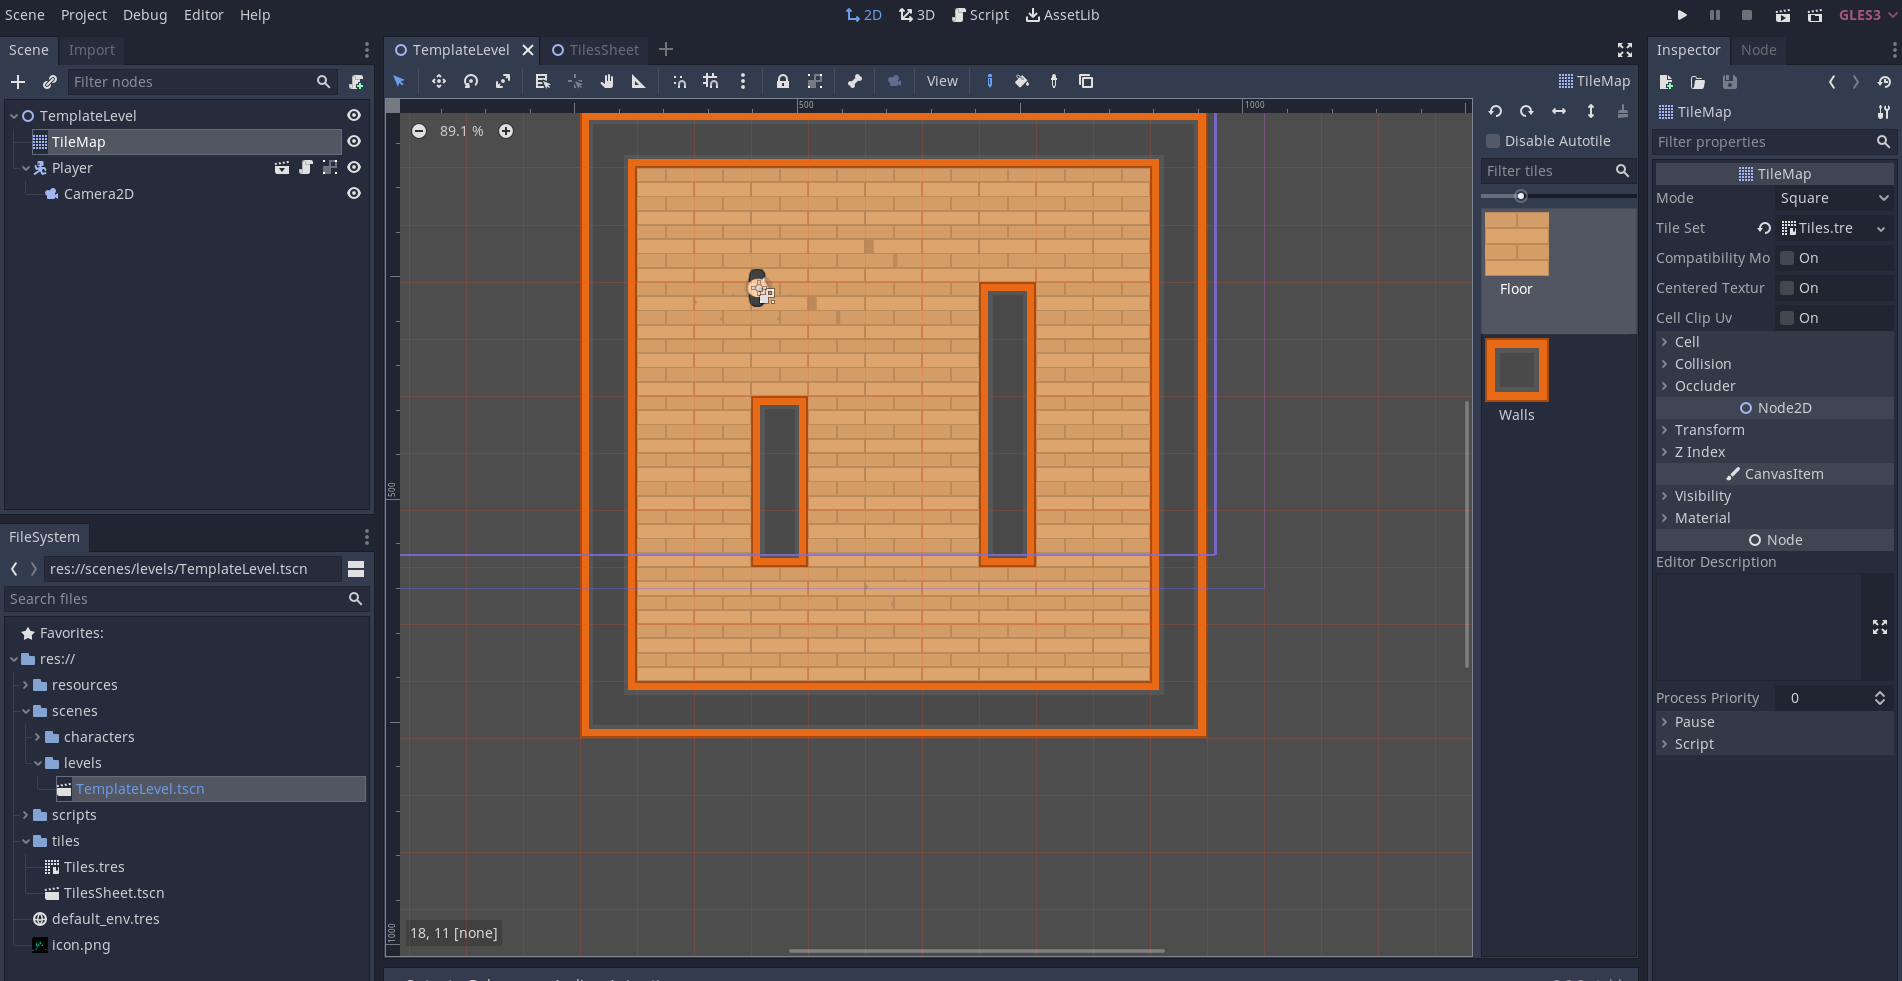 Scene Project Debug Editor Help
2D 3D Script AssetLib
GLES3
Scene Import
Filter nodes
TemplateLevel
TileMap
Player
Camera2D
FileSystem
res://scenes/levels/TemplateLevel.tscn
Search files
Favorites:
res://
resources
scenes
characters
levels
TemplateLevel.tscn
scripts
tiles
Tiles.tres
TilesSheet.tscn
default_env.tres
icon.png
TemplateLevel TilesSheet
View
TileMap
500
1000
89.1 %
500
1000
18, 11 [none]
Disable Autotile
Filter tiles
Floor
Walls
Inspector Node
TileMap
Filter properties
TileMap
Mode Square
Tile Set Tiles.tre
Compatibility Mo On
Centered Textur On
Cell Clip Uv On
Cell
Collision
Occluder
Node2D
Transform
Z Index
CanvasItem
Visibility
Material
Node
Editor Description
Process Priority 0
Pause
Script